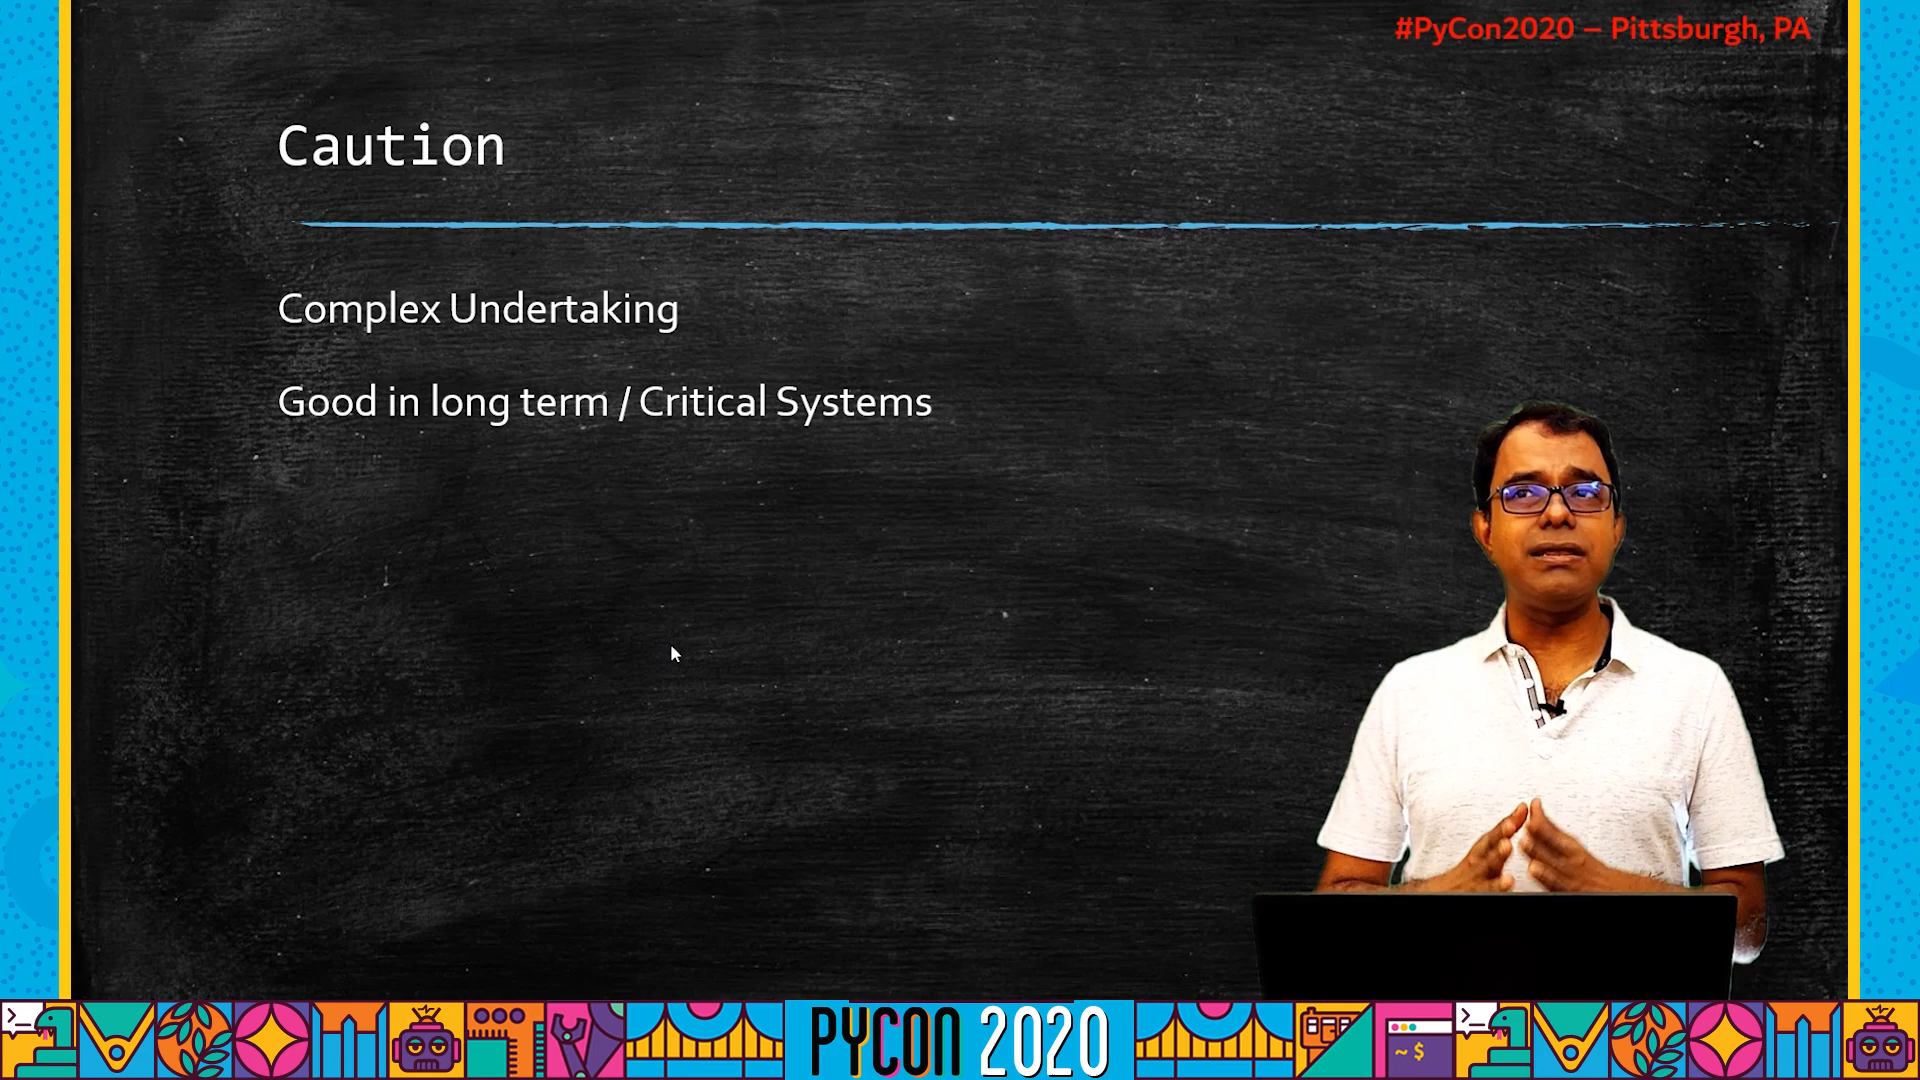 #PyCon2020 – Pittsburgh, PA
Caution
Complex Undertaking
Good in long term / Critical Systems
PYCON 2020
~ $